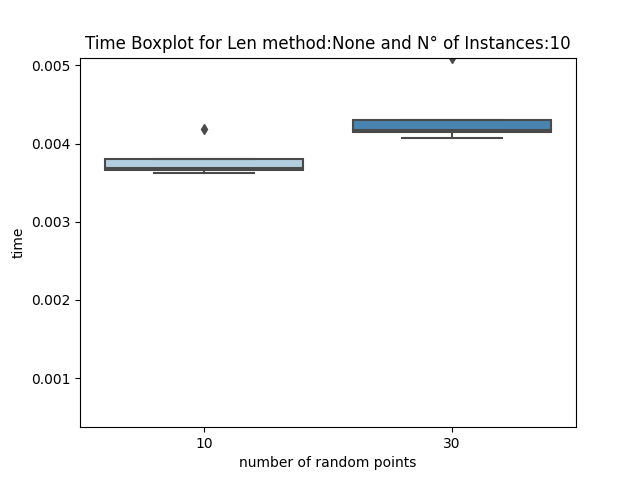 Time Boxplot for Len method:None and N° of Instances:10
0.005
0.004
0.003
0.002
0.001
time
10 30
number of random points